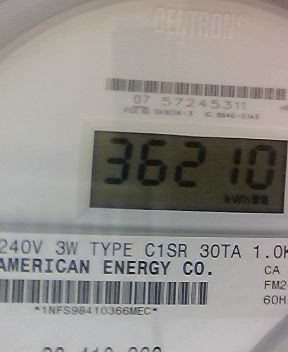 CENTRON®
07 57245311
36210
kWh
240V 3W TYPE C1SR 30TA 1.0K
AMERICAN ENERGY CO.
CA
FM2
60H
*1NFS98410366MEC*